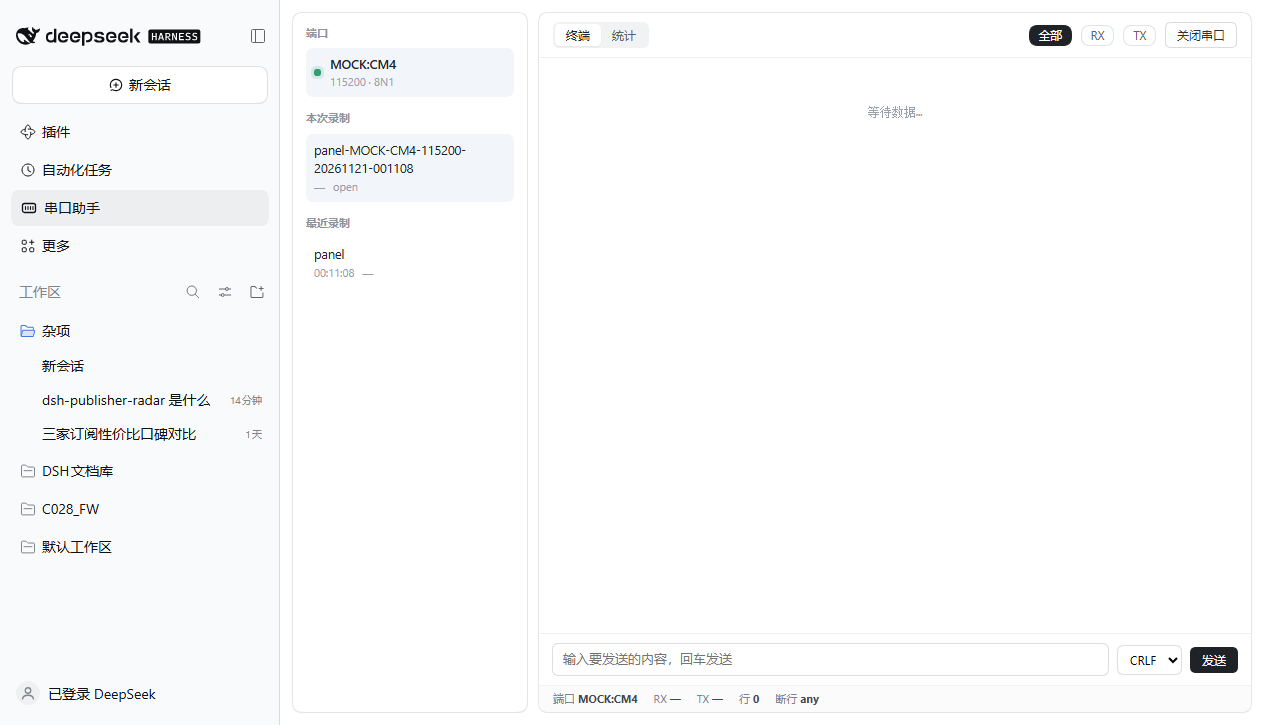 deepseek HARNESS
新会话
插件
自动化任务
串口助手
更多
工作区
杂项
新会话
dsh-publisher-radar 是什么 14分钟
三家订阅性价比口碑对比 1天
DSH 文档库
C028_FW
默认工作区
已登录 DeepSeek
端口
MOCK:CM4
115200 · 8N1
本次录制
panel-MOCK-CM4-115200-
20261121-001108
— open
最近录制
panel
00:11:08 —
终端 统计
全部 RX TX 关闭串口
等待数据…
输入要发送的内容，回车发送
CRLF 发送
端口 MOCK:CM4 RX — TX — 行 0 断行 any